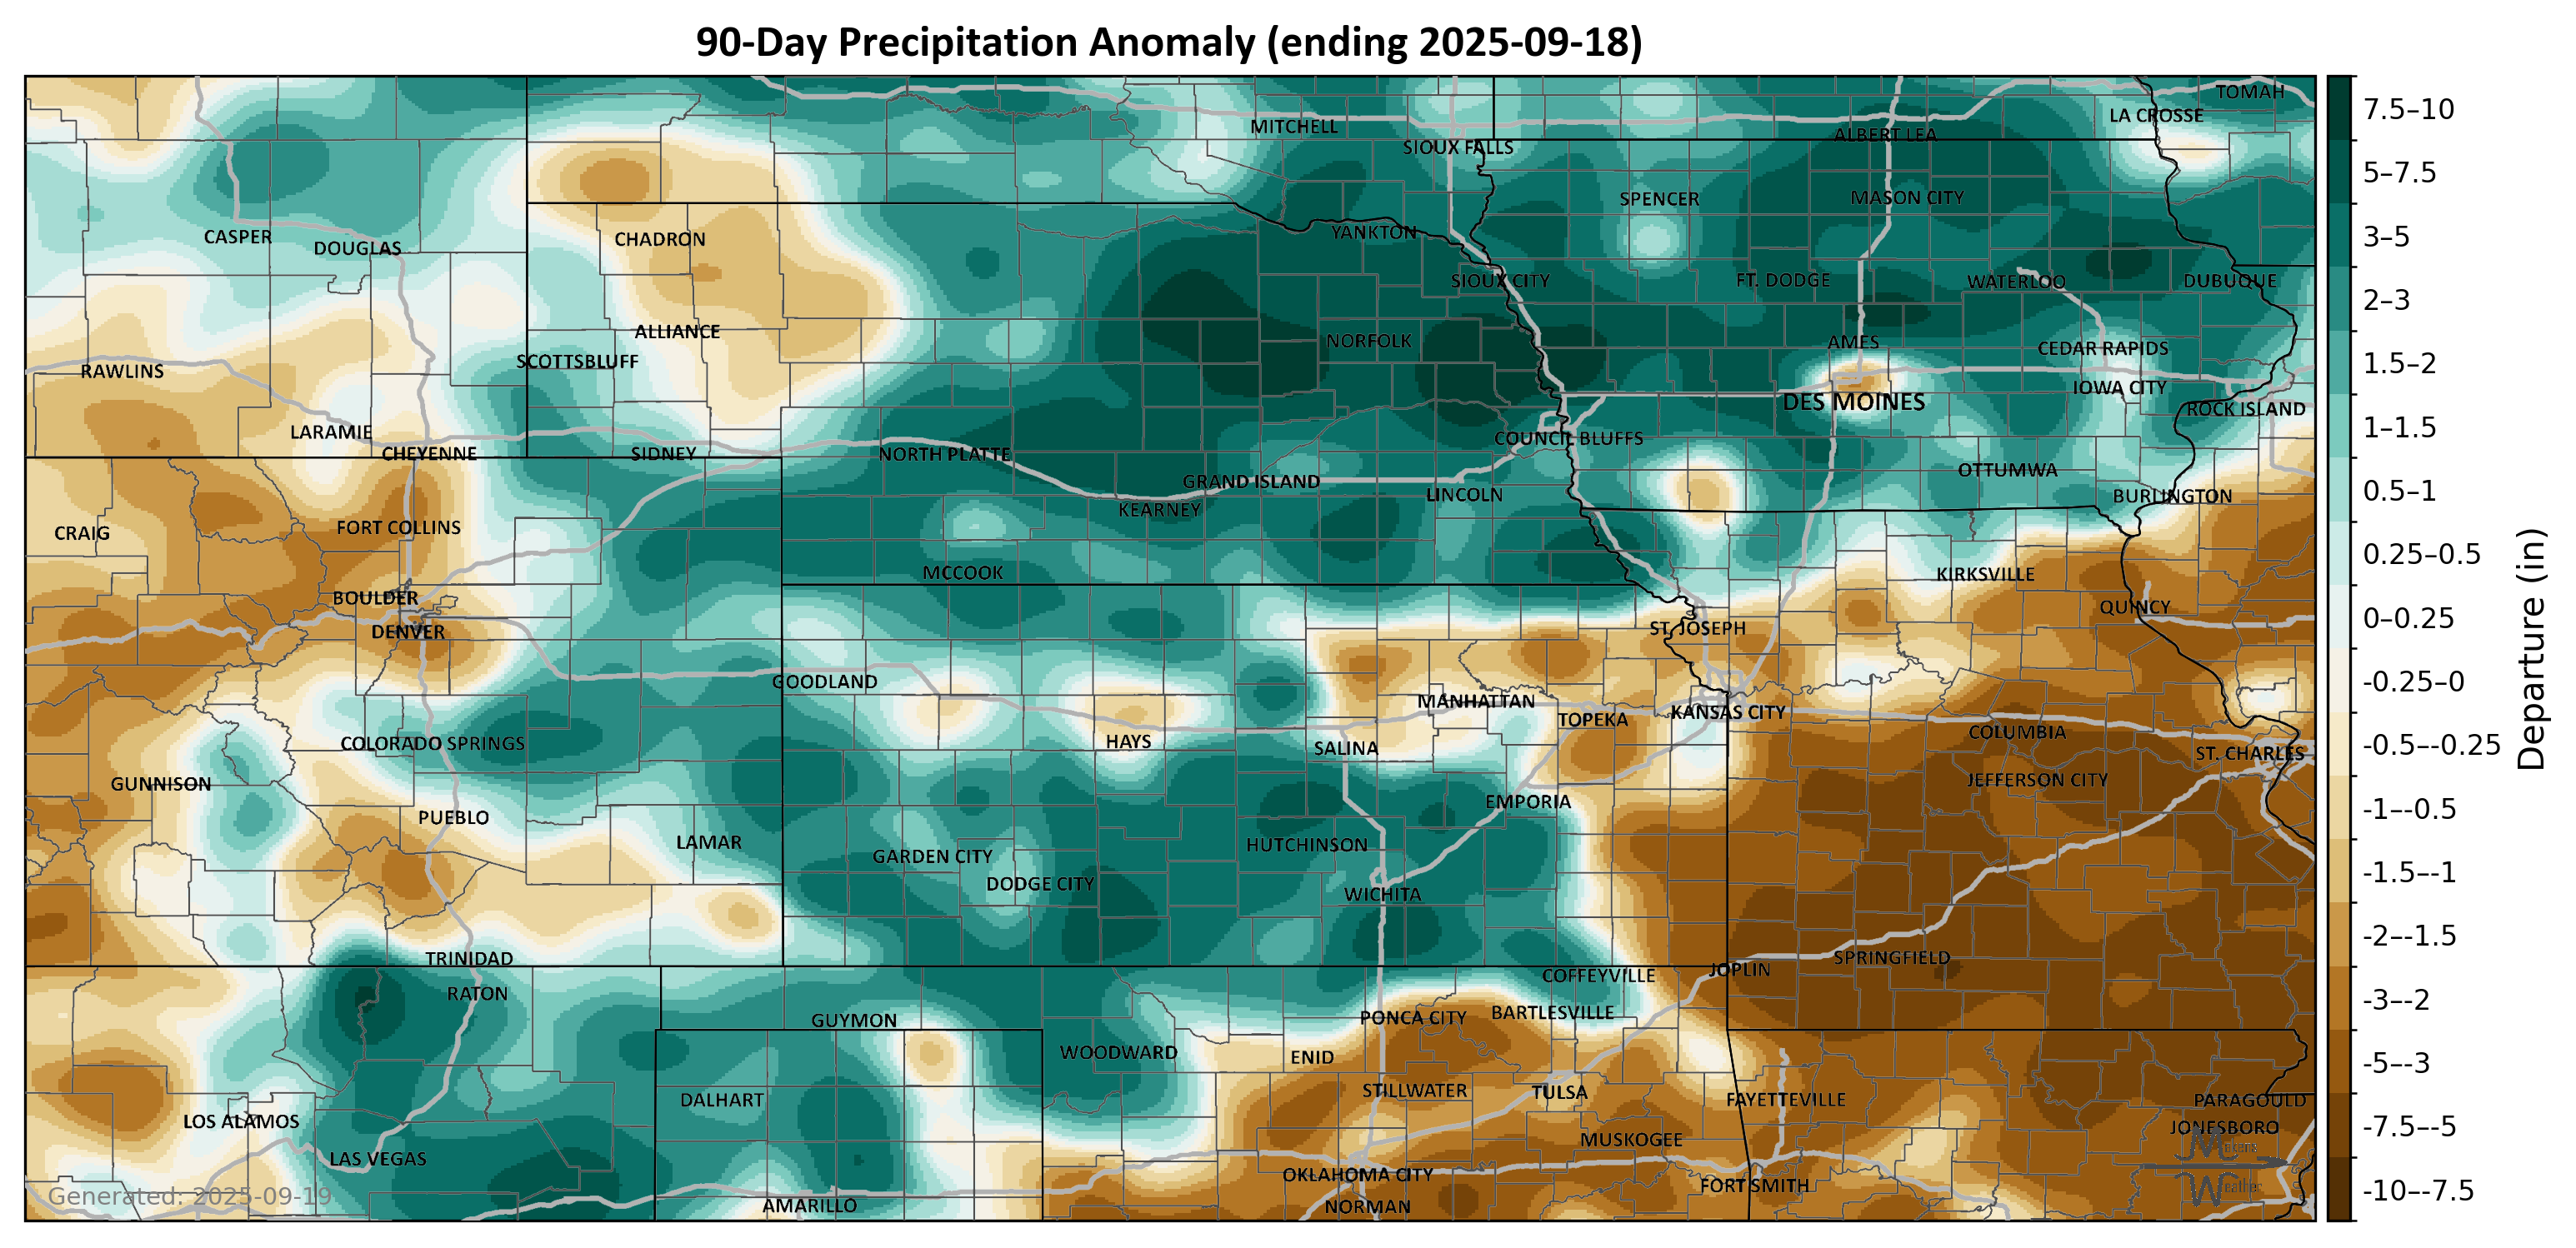 90-Day Precipitation Anomaly (ending 2025-09-18)
TOMAH
LA CROSSE
MITCHELL
ALBERT LEA
SIOUX FALLS
SPENCER
MASON CITY
CASPER
DOUGLAS
CHADRON
YANKTON
SIOUX CITY
FT. DODGE
WATERLOO
DUBUQUE
ALLIANCE
NORFOLK
AMES
CEDAR RAPIDS
SCOTTSBLUFF
RAWLINS
IOWA CITY
DES MOINES
ROCK ISLAND
LARAMIE
COUNCIL BLUFFS
CHEYENNE
SIDNEY
NORTH PLATTE
OTTUMWA
GRAND ISLAND
LINCOLN
BURLINGTON
KEARNEY
CRAIG
FORT COLLINS
MCCOOK
KIRKSVILLE
BOULDER
QUINCY
DENVER
ST. JOSEPH
GOODLAND
MANHATTAN
KANSAS CITY
TOPEKA
COLUMBIA
COLORADO SPRINGS
HAYS
SALINA
ST. CHARLES
GUNNISON
JEFFERSON CITY
EMPORIA
PUEBLO
LAMAR
HUTCHINSON
GARDEN CITY
DODGE CITY
WICHITA
TRINIDAD
SPRINGFIELD
JOPLIN
COFFEYVILLE
RATON
BARTLESVILLE
GUYMON
PONCA CITY
WOODWARD
ENID
STILLWATER
TULSA
DALHART
FAYETTEVILLE
PARAGOULD
LOS ALAMOS
JONESBORO
MUSKOGEE
LAS VEGAS
OKLAHOMA CITY
FORT SMITH
AMARILLO
NORMAN
Generated: 2025-09-19
Makers
Weather
7.5–10
5–7.5
3–5
2–3
1.5–2
1–1.5
0.5–1
0.25–0.5
0–0.25
-0.25–0
-0.5–-0.25
-1–-0.5
-1.5–-1
-2–-1.5
-3–-2
-5–-3
-7.5–-5
-10–-7.5
Departure (in)